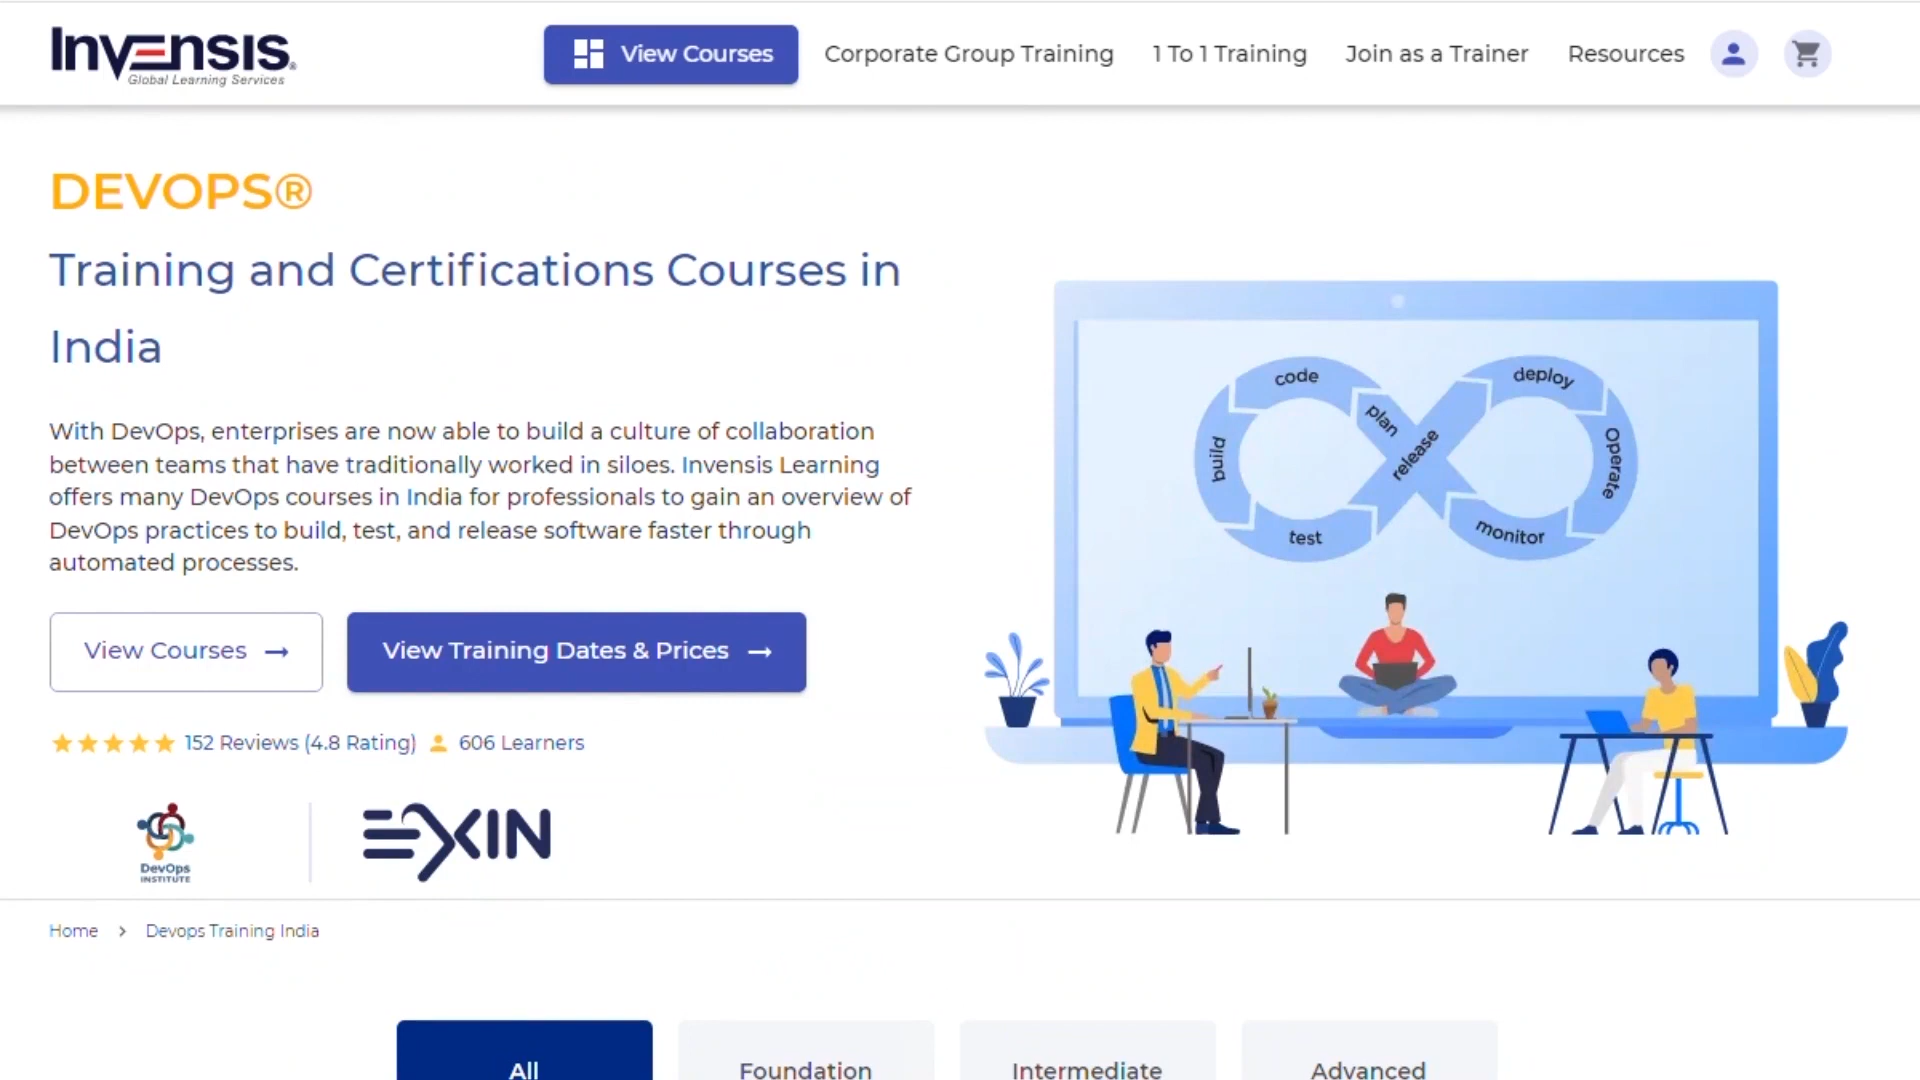 Invensis®
Global Learning Services
View Courses
Corporate Group Training
1 To 1 Training
Join as a Trainer
Resources
DEVOPS®
Training and Certifications Courses in
India
With DevOps, enterprises are now able to build a culture of collaboration
between teams that have traditionally worked in siloes. Invensis Learning
offers many DevOps courses in India for professionals to gain an overview of
DevOps practices to build, test, and release software faster through
automated processes.
View Courses →
View Training Dates & Prices →
152 Reviews (4.8 Rating)
606 Learners
DevOps
INSTITUTE
EXIN
code
plan
build
test
release
deploy
Operate
monitor
Home > Devops Training India
All
Foundation
Intermediate
Advanced